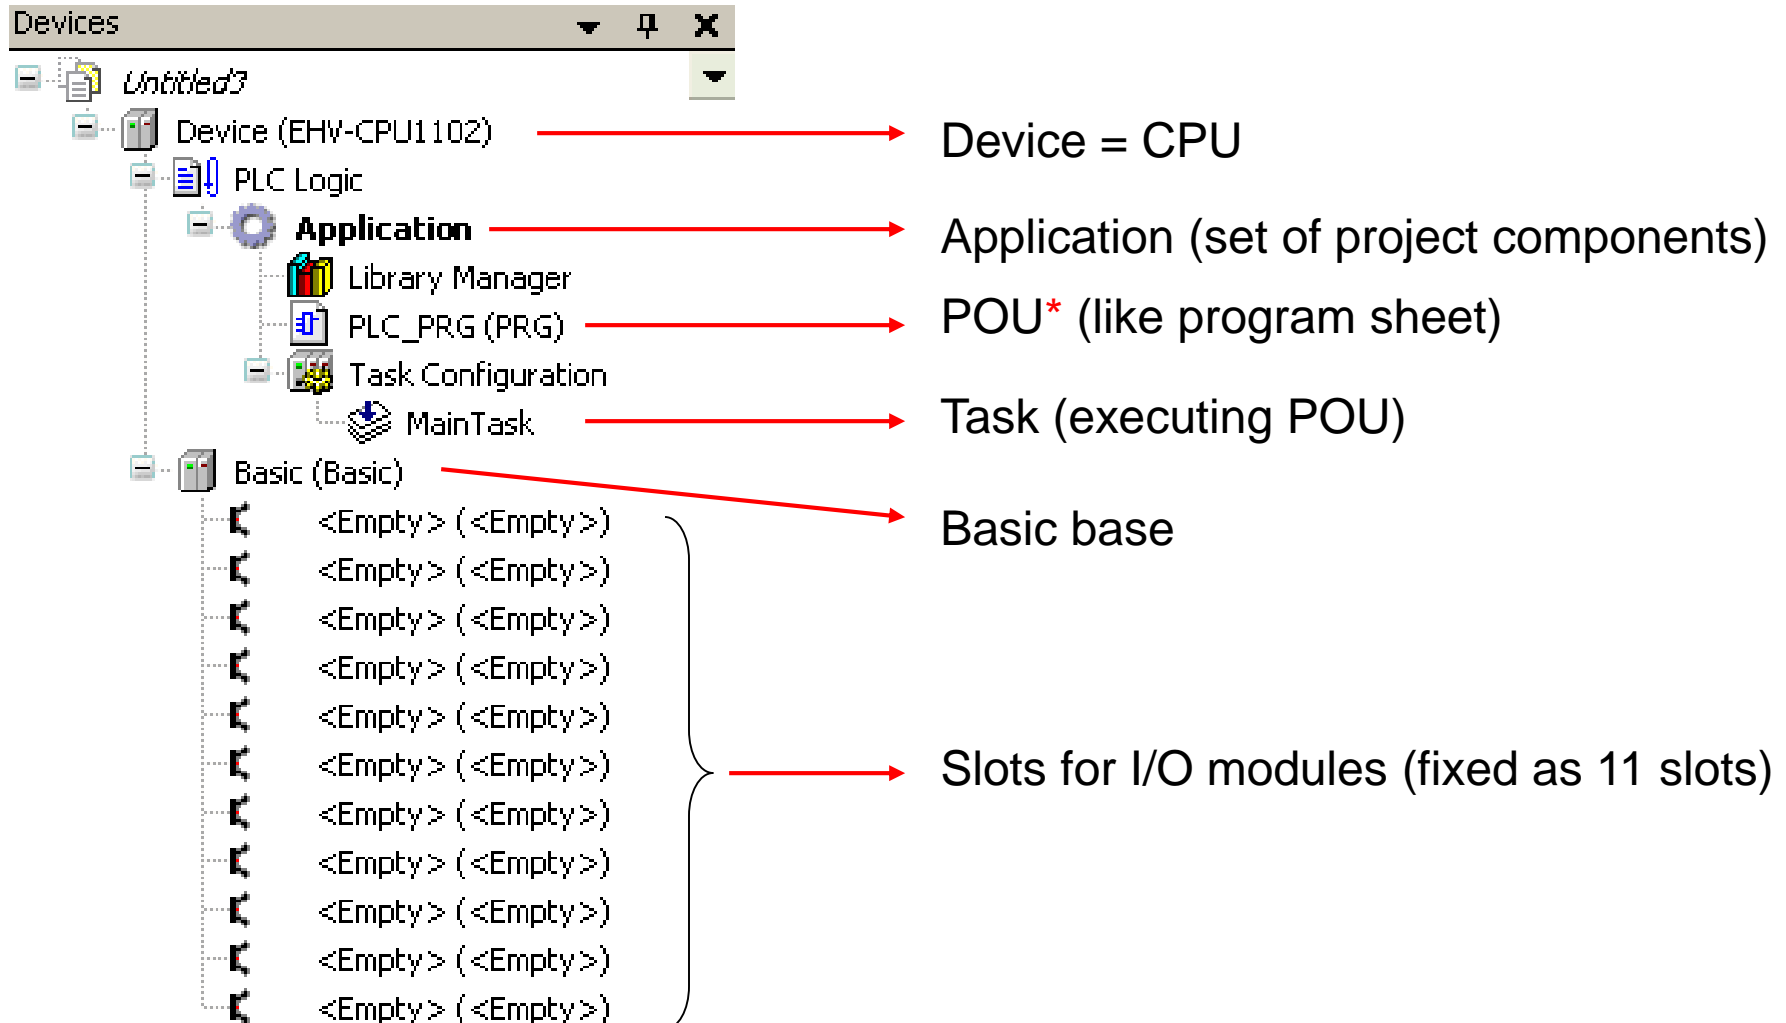 Devices
Untitled3
Device (EHV-CPU1102)
Device = CPU
PLC Logic
Application
Application (set of project components)
Library Manager
PLC_PRG (PRG)
POU* (like program sheet)
Task Configuration
MainTask
Task (executing POU)
Basic (Basic)
Basic base
<Empty> (<Empty>)
<Empty> (<Empty>)
<Empty> (<Empty>)
<Empty> (<Empty>)
<Empty> (<Empty>)
<Empty> (<Empty>)
Slots for I/O modules (fixed as 11 slots)
<Empty> (<Empty>)
<Empty> (<Empty>)
<Empty> (<Empty>)
<Empty> (<Empty>)
<Empty> (<Empty>)